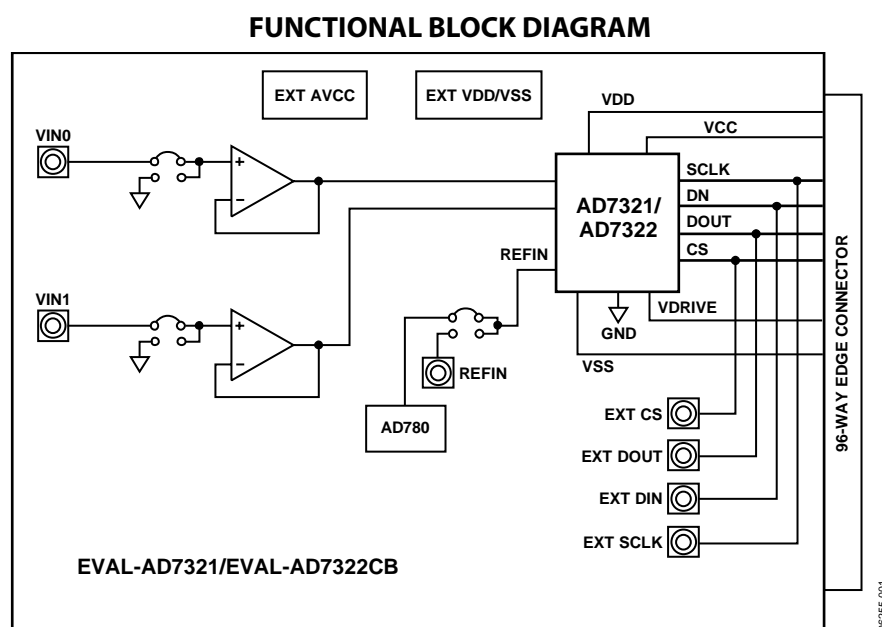 FUNCTIONAL BLOCK DIAGRAM
EXT AVCC
EXT VDD/VSS
VDD
VCC
VIN0
SCLK
DN
DOUT
CS
AD7321/
AD7322
REFIN
VIN1
VDRIVE
GND
VSS
REFIN
AD780
EXT CS
EXT DOUT
EXT DIN
EXT SCLK
96-WAY EDGE CONNECTOR
EVAL-AD7321/EVAL-AD7322CB